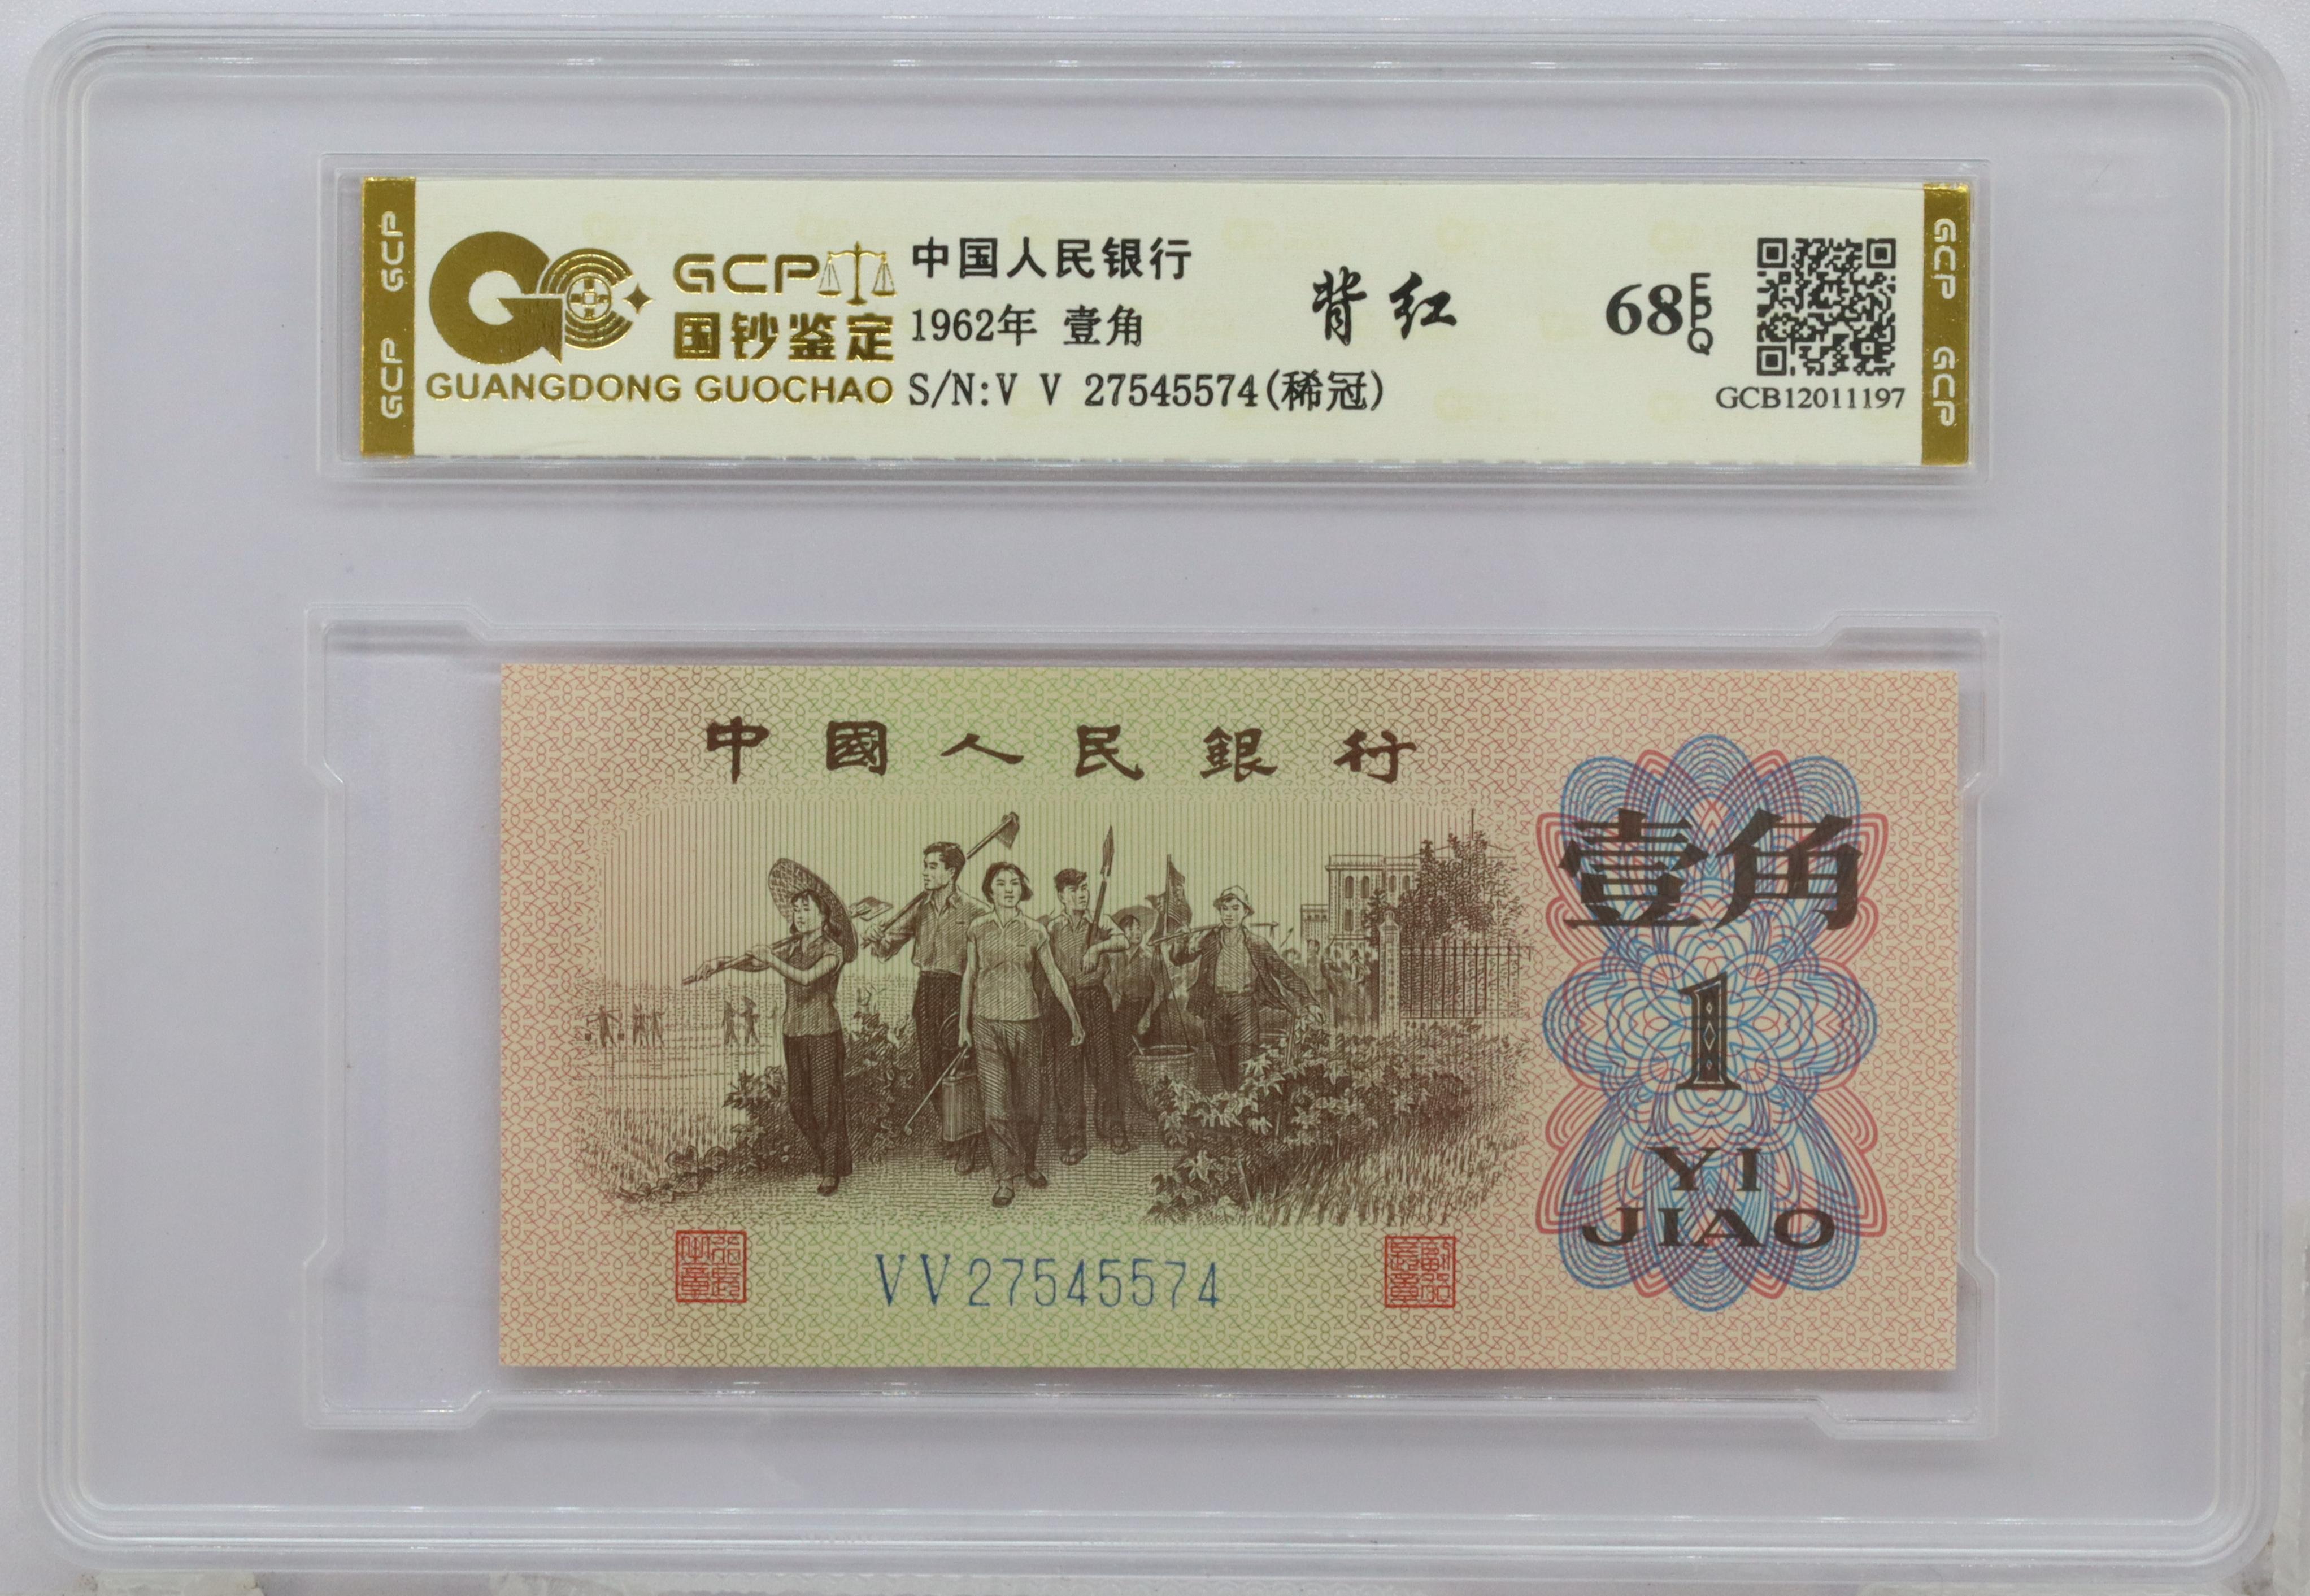 GCP
GCP
GCP
国钞鉴定
GUANGDONG GUOCHAO
中国人民银行
1962年 壹角
S/N:V V 27545574(稀冠)
背红
68
EPQ
GCB12011197
GCP
GCP
中國人民銀行
壹角
1
YI
JIAO
VV27545574